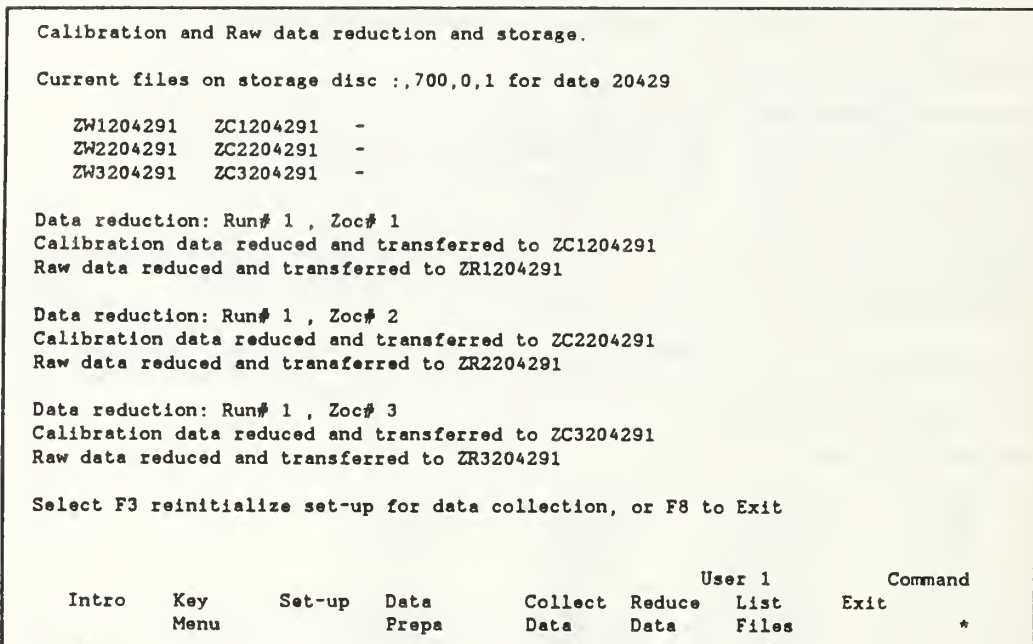 Calibration and Raw data reduction and storage.
Current files on storage disc :,700,0,1 for date 20429
ZW1204291 ZC1204291 -
ZW2204291 ZC2204291 -
ZW3204291 ZC3204291 -
Data reduction: Run# 1 , Zoc# 1
Calibration data reduced and transferred to ZC1204291
Raw data reduced and transferred to ZR1204291
Data reduction: Run# 1 , Zoc# 2
Calibration data reduced and transferred to ZC2204291
Raw data reduced and transferred to ZR2204291
Data reduction: Run# 1 , Zoc# 3
Calibration data reduced and transferred to ZC3204291
Raw data reduced and transferred to ZR3204291
Select F3 reinitialize set-up for data collection, or F8 to Exit
User 1 Command
Intro Key Set-up Data Collect Reduce List Exit
Menu Prepa Data Data Files *